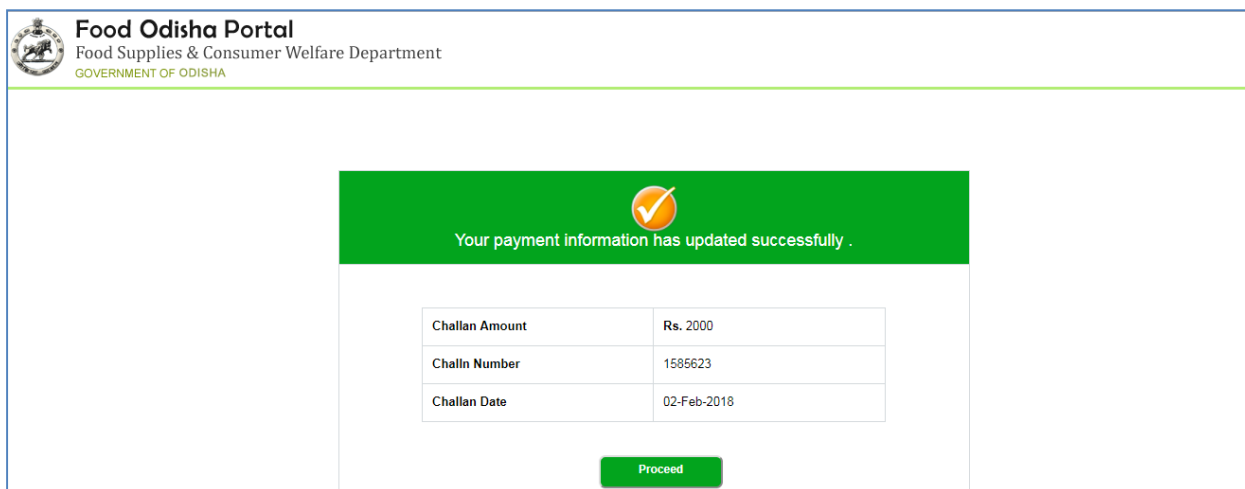 Food Odisha Portal
Food Supplies & Consumer Welfare Department
GOVERNMENT OF ODISHA
Your payment information has updated successfully .
Challan Amount Rs. 2000
Challn Number 1585623
Challan Date 02-Feb-2018
Proceed